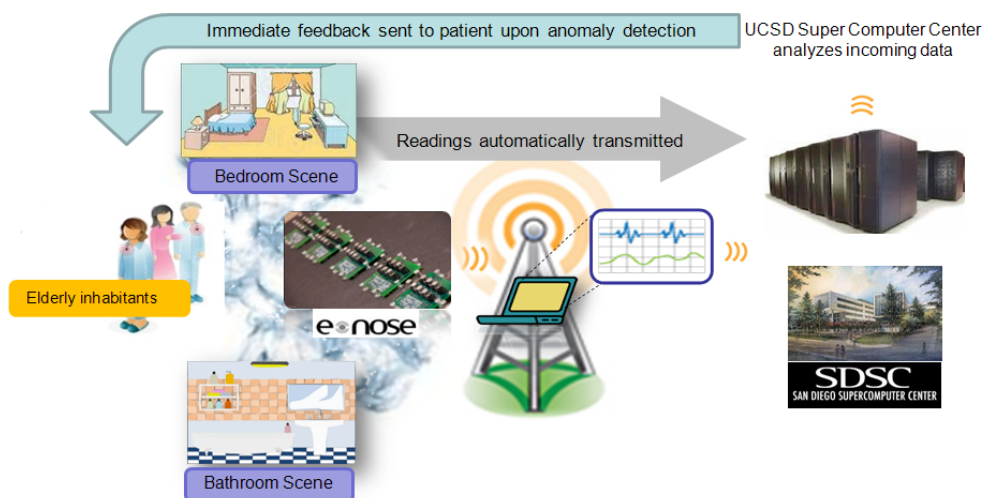 Immediate feedback sent to patient upon anomaly detection
UCSD Super Computer Center
analyzes incoming data
Readings automatically transmitted
Bedroom Scene
Elderly inhabitants
e nose
Bathroom Scene
SDSC
SAN DIEGO SUPERCOMPUTER CENTER